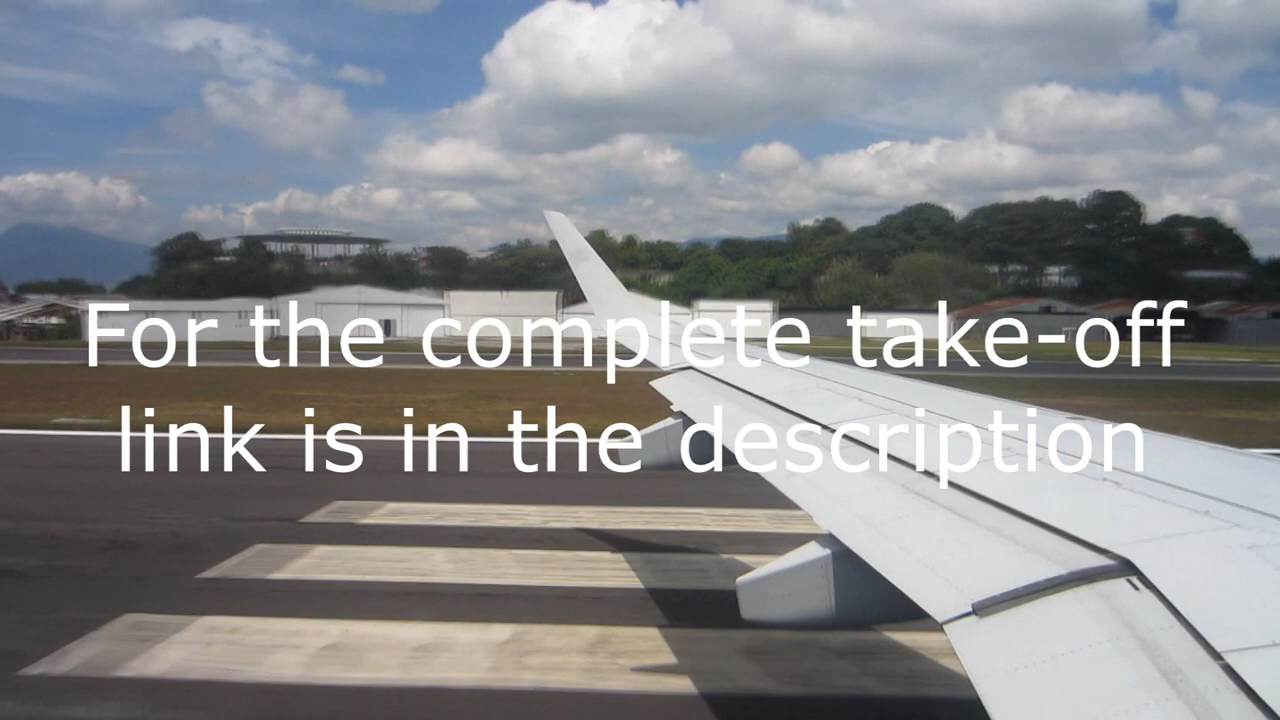 For the complete take-off
link is in the description